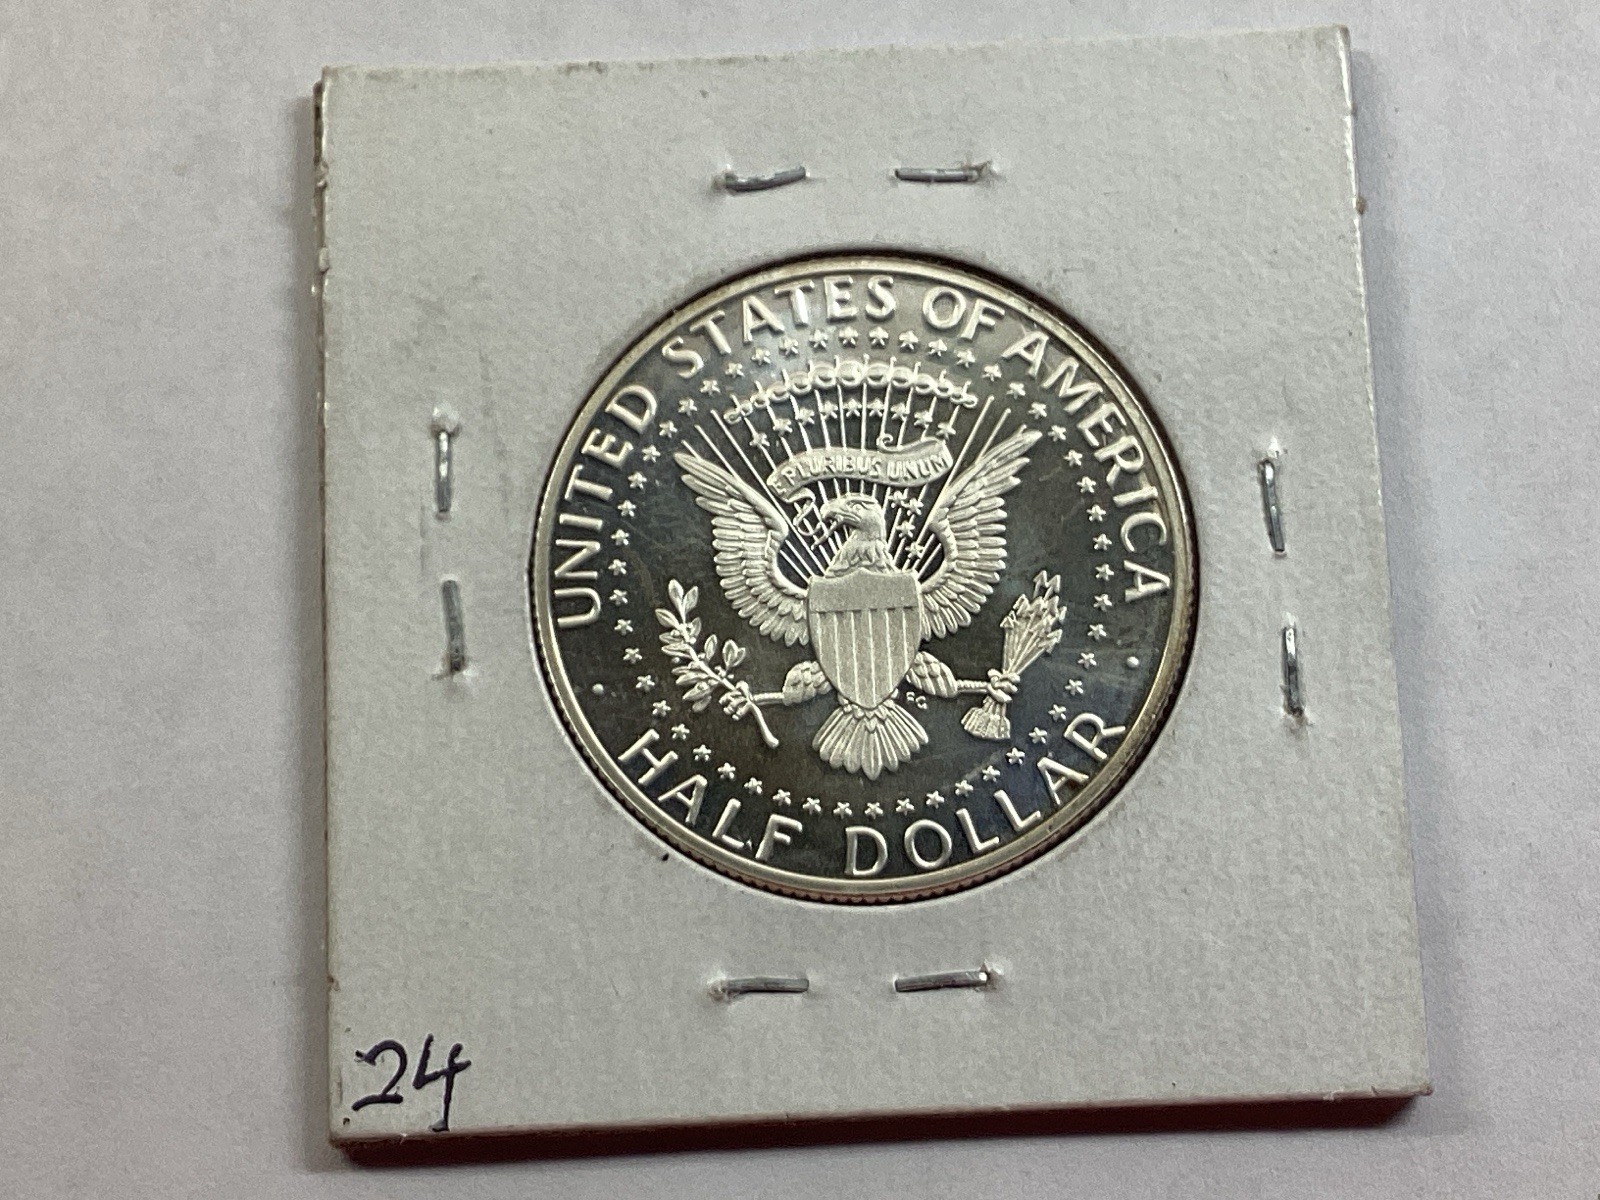 UNITED STATES OF AMERICA
E PLURIBUS UNUM
FG
HALF DOLLAR
24